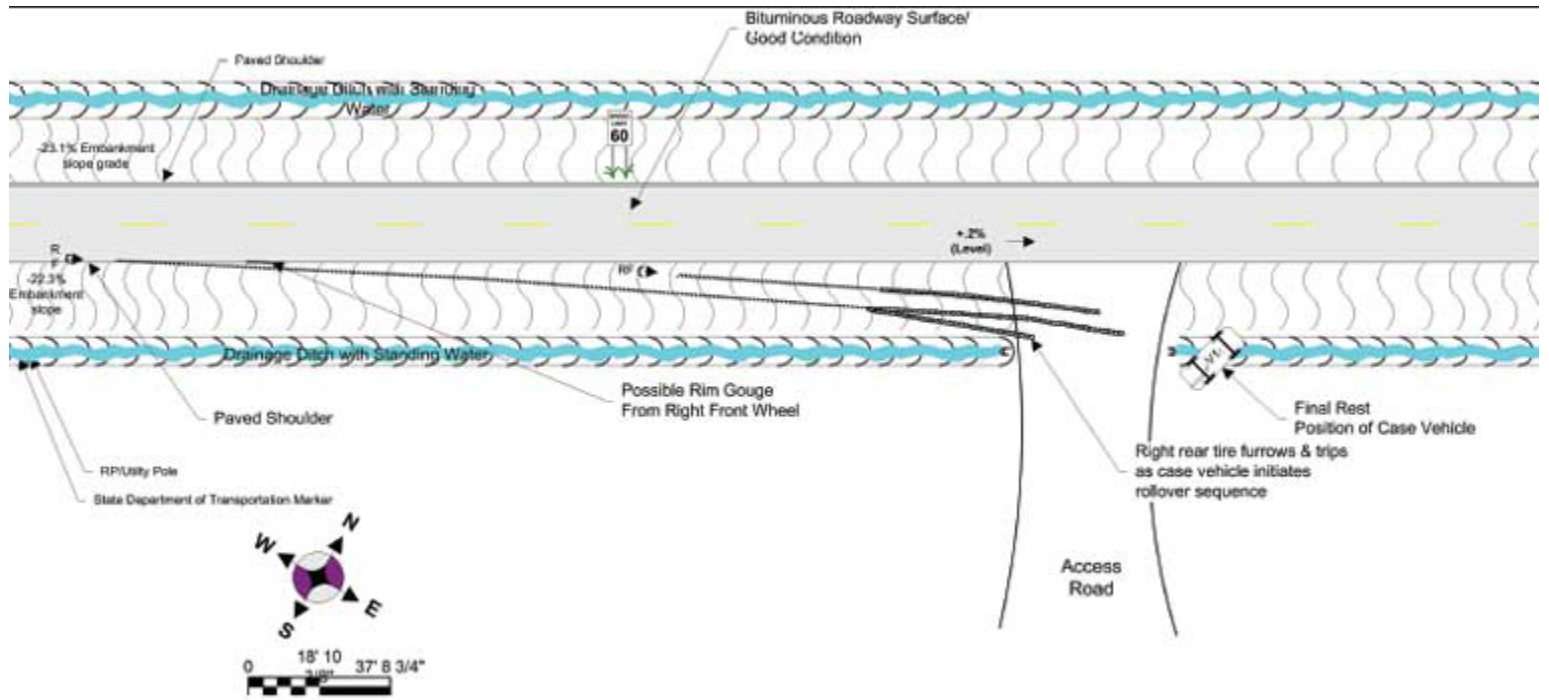 Bituminous Roadway Surface/
Good Condition
Paved Shoulder
Drainage Ditch with Standing
Water
LIMIT
60
-23.1% Embankment
slope grade
+.2%
(Level)
R
F
RF
-22.3%
Embankment
slope
Drainage Ditch with Standing Water
Possible Rim Gouge
From Right Front Wheel
Paved Shoulder
Final Rest
Position of Case Vehicle
Right rear tire furrows & trips
as case vehicle initiates
rollover sequence
RP/Utility Pole
State Department of Transportation Marker
N
W
E
S
Access
Road
0
18' 10
37' 8 3/4"